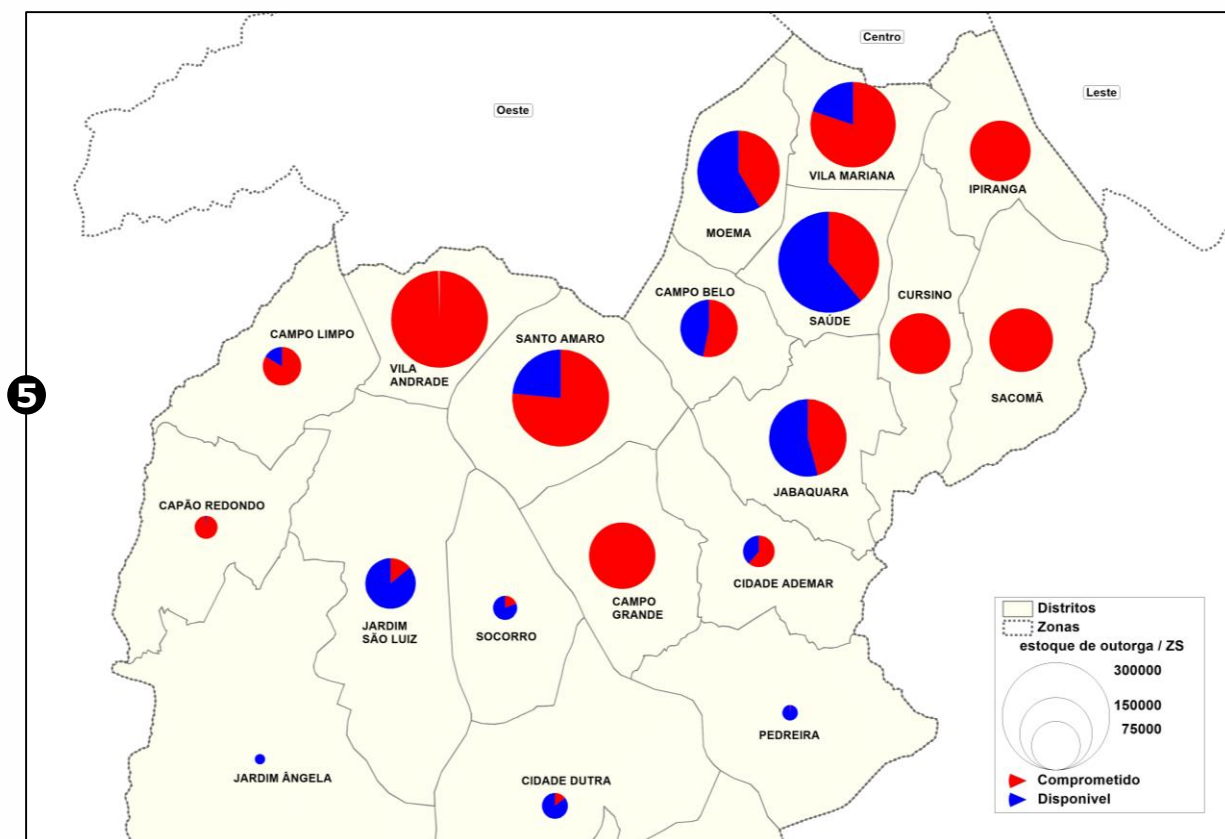 Centro
Leste
Oeste
VILA MARIANA
IPIRANGA
MOEMA
CAMPO BELO
CURSINO
SAÚDE
CAMPO LIMPO
SANTO AMARO
VILA
ANDRADE
SACOMÃ
JABAQUARA
5
CAPÃO REDONDO
CIDADE ADEMAR
CAMPO
GRANDE
JARDIM
SÃO LUIZ
SOCORRO
PEDREIRA
JARDIM ÂNGELA
CIDADE DUTRA
Distritos
Zonas
estoque de outorga / ZS
300000
150000
75000
Comprometido
Disponivel